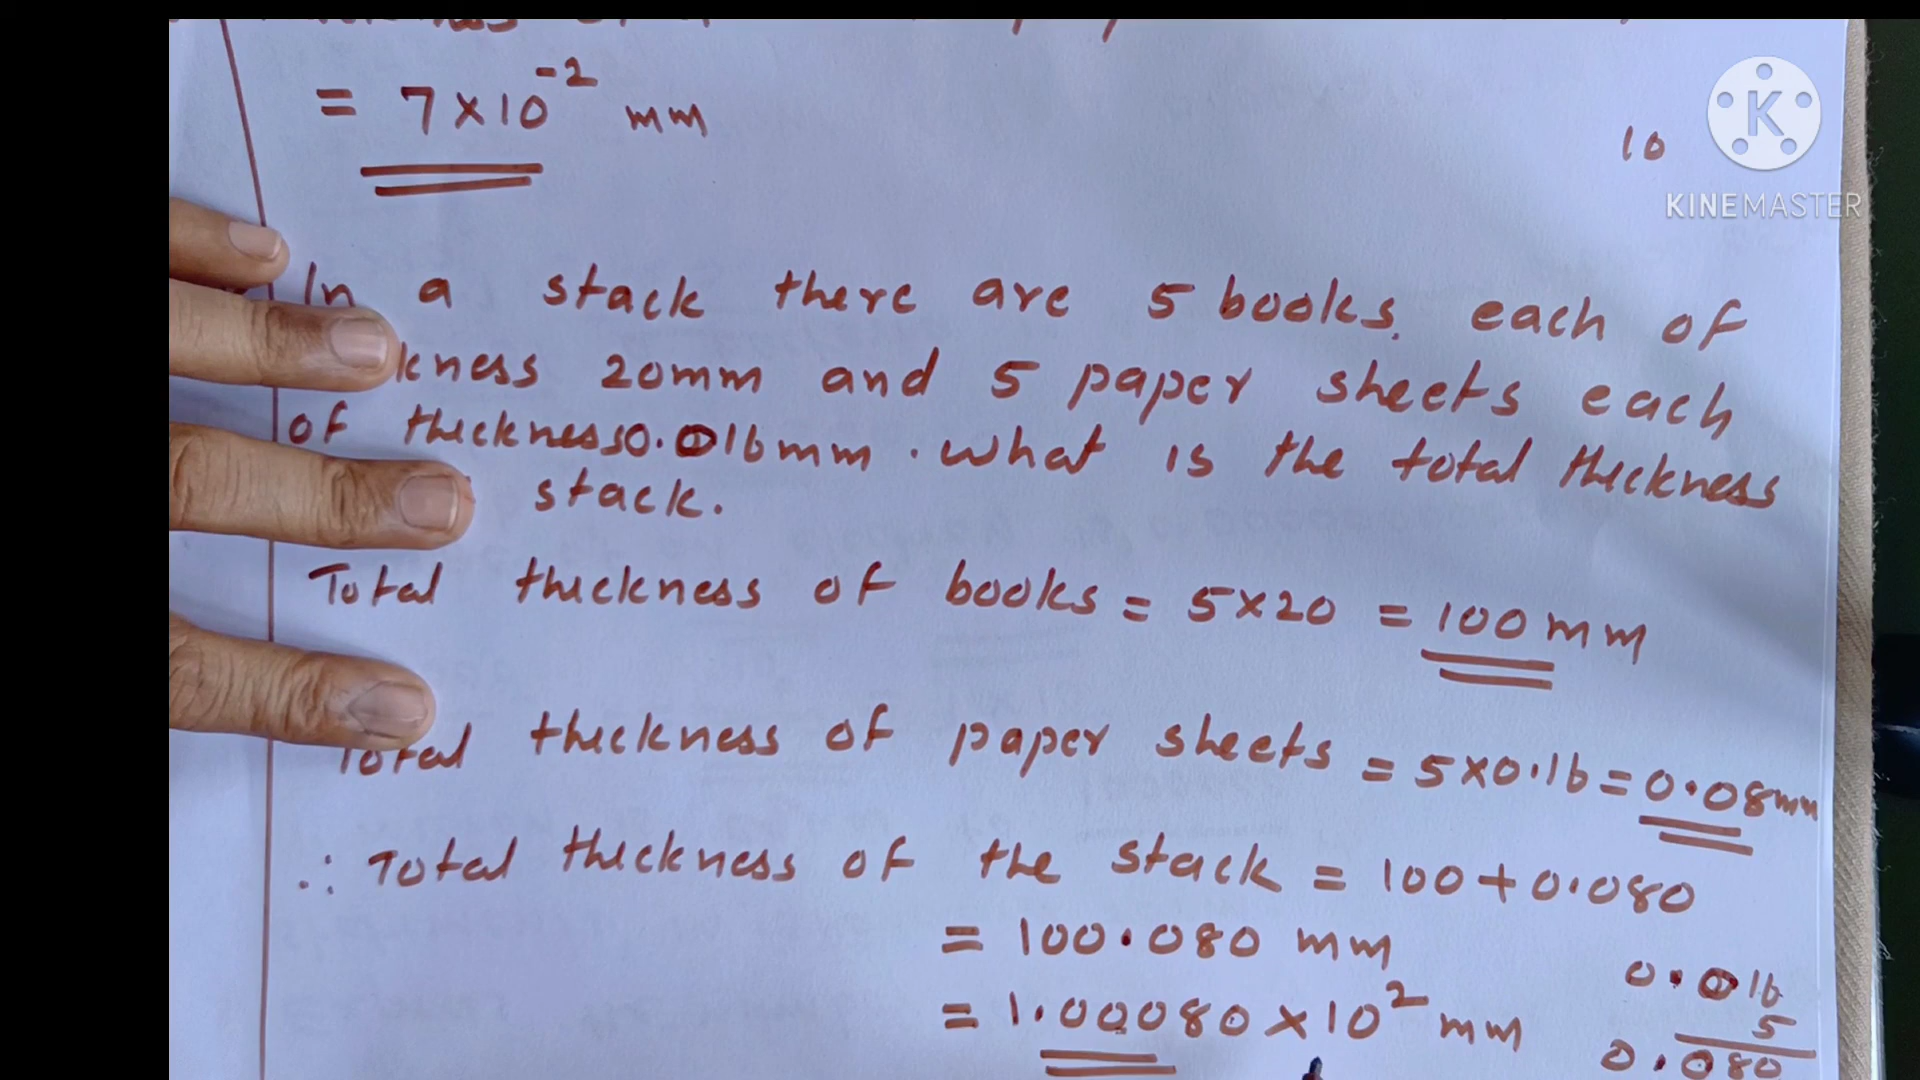 = 7×10⁻² mm
10
KINEMASTER
In a stack there are 5 books, each of
kness 20mm and 5 paper sheets each
of thickness 0.016mm. what is the total thickness
stack.
Total thickness of books = 5×20 = 100mm
Total thickness of paper sheets = 5×0.16 = 0.08mm
∴ Total thickness of the stack = 100+0.080
= 100.080 mm
= 1.00080×10² mm
0.016
5
0.080